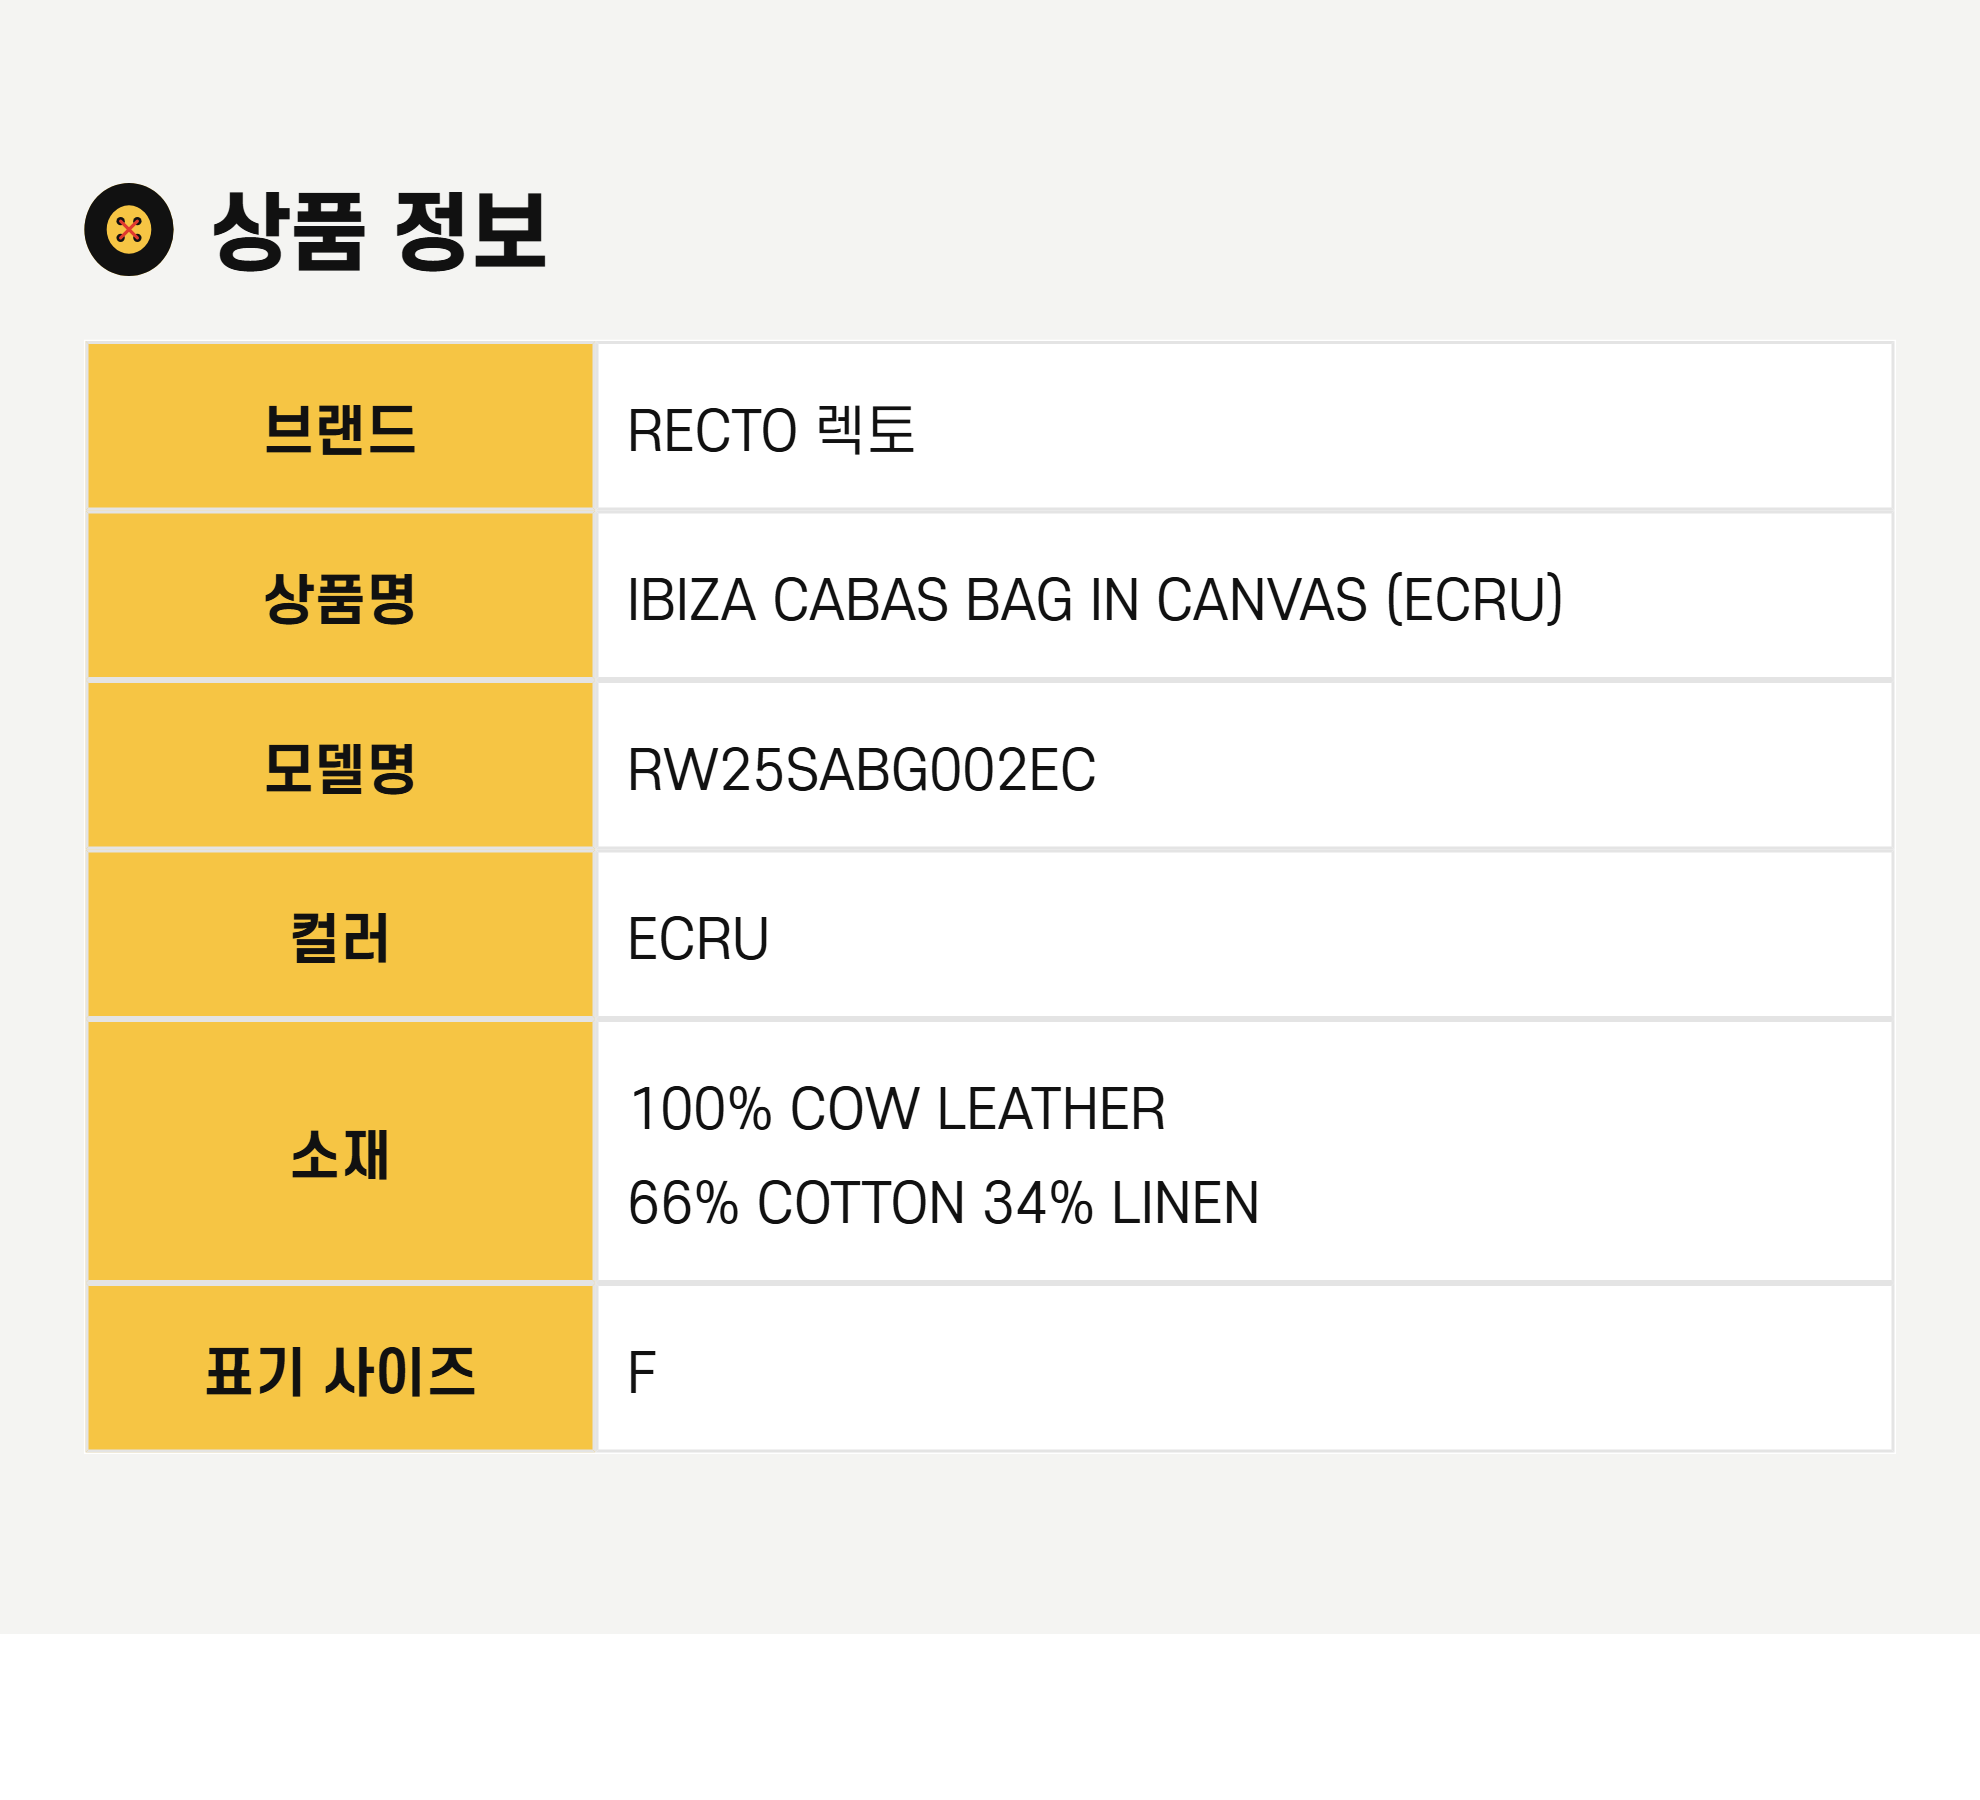 상품 정보
브랜드
RECTO 렉토
상품명
IBIZA CABAS BAG IN CANVAS (ECRU)
모델명
RW25SABG002EC
컬러
ECRU
소재
100% COW LEATHER
66% COTTON 34% LINEN
표기 사이즈
F